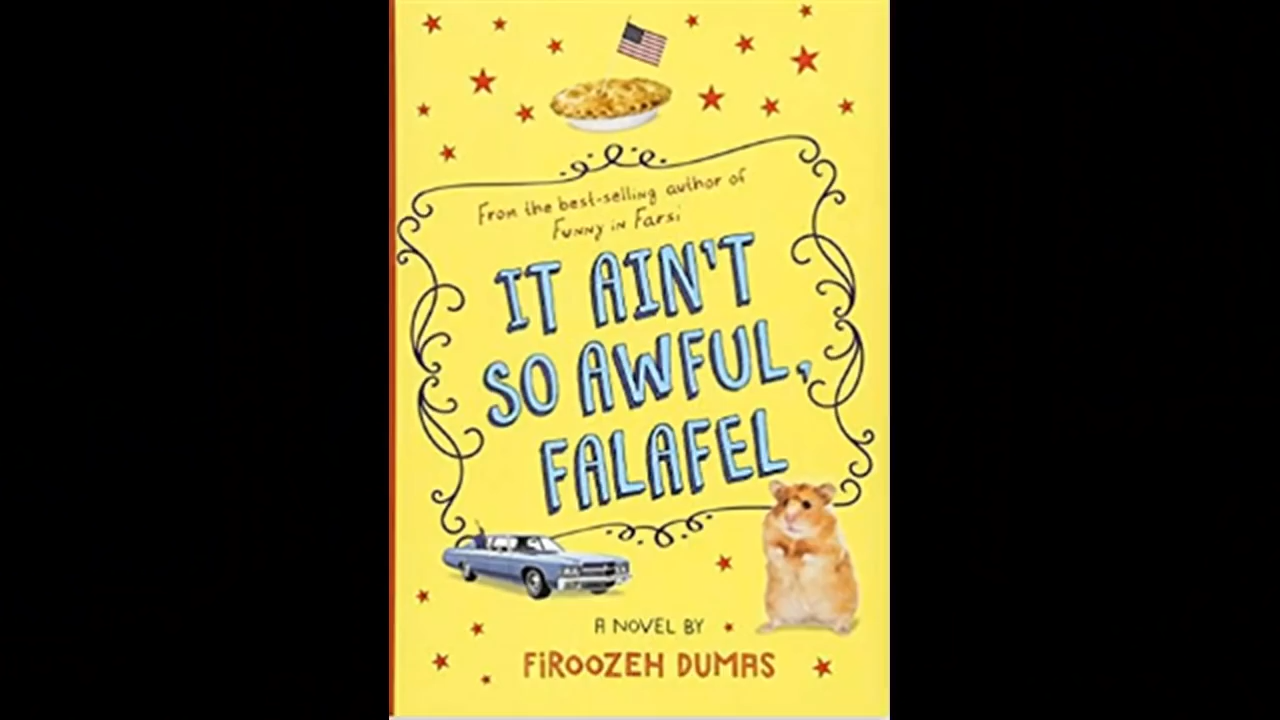 From the best-selling author of
Funny in Farsi
IT AIN'T
SO AWFUL,
FALAFEL
A NOVEL BY
FIROOZEH DUMAS